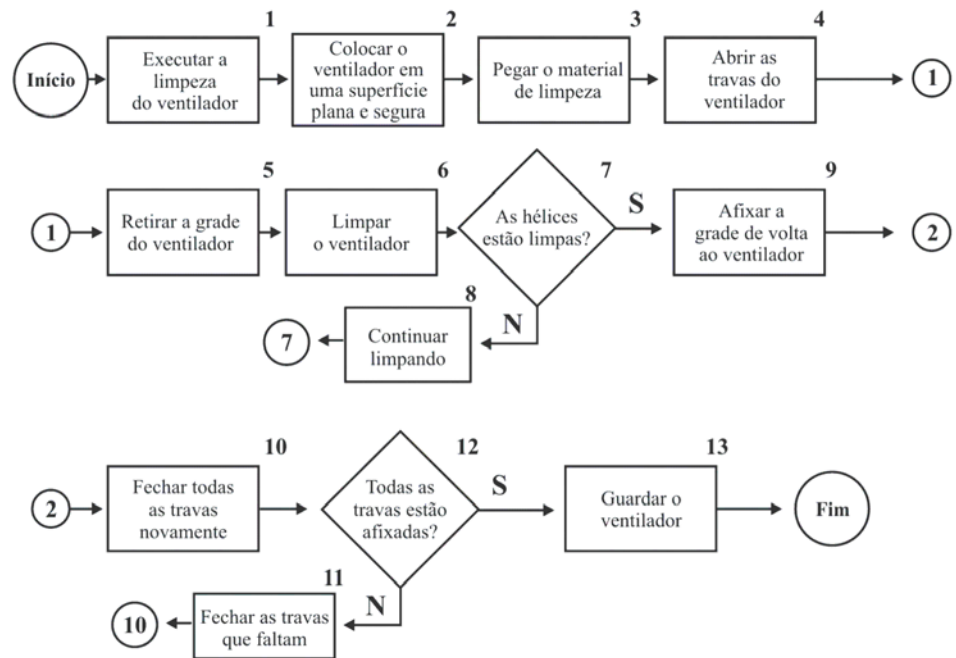 1
2
3
4
Início
Executar a
limpeza
do ventilador
Colocar o
ventilador em
uma superfície
plana e segura
Pegar o material
de limpeza
Abrir as
travas do
ventilador
1
5
6
7
9
1
Retirar a grade
do ventilador
Limpar
o ventilador
As hélices
estão limpas?
S
Afixar a
grade de volta
ao ventilador
2
8
N
7
Continuar
limpando
10
12
13
2
Fechar todas
as travas
novamente
Todas as
travas estão
afixadas?
S
Guardar o
ventilador
Fim
11
N
10
Fechar as travas
que faltam